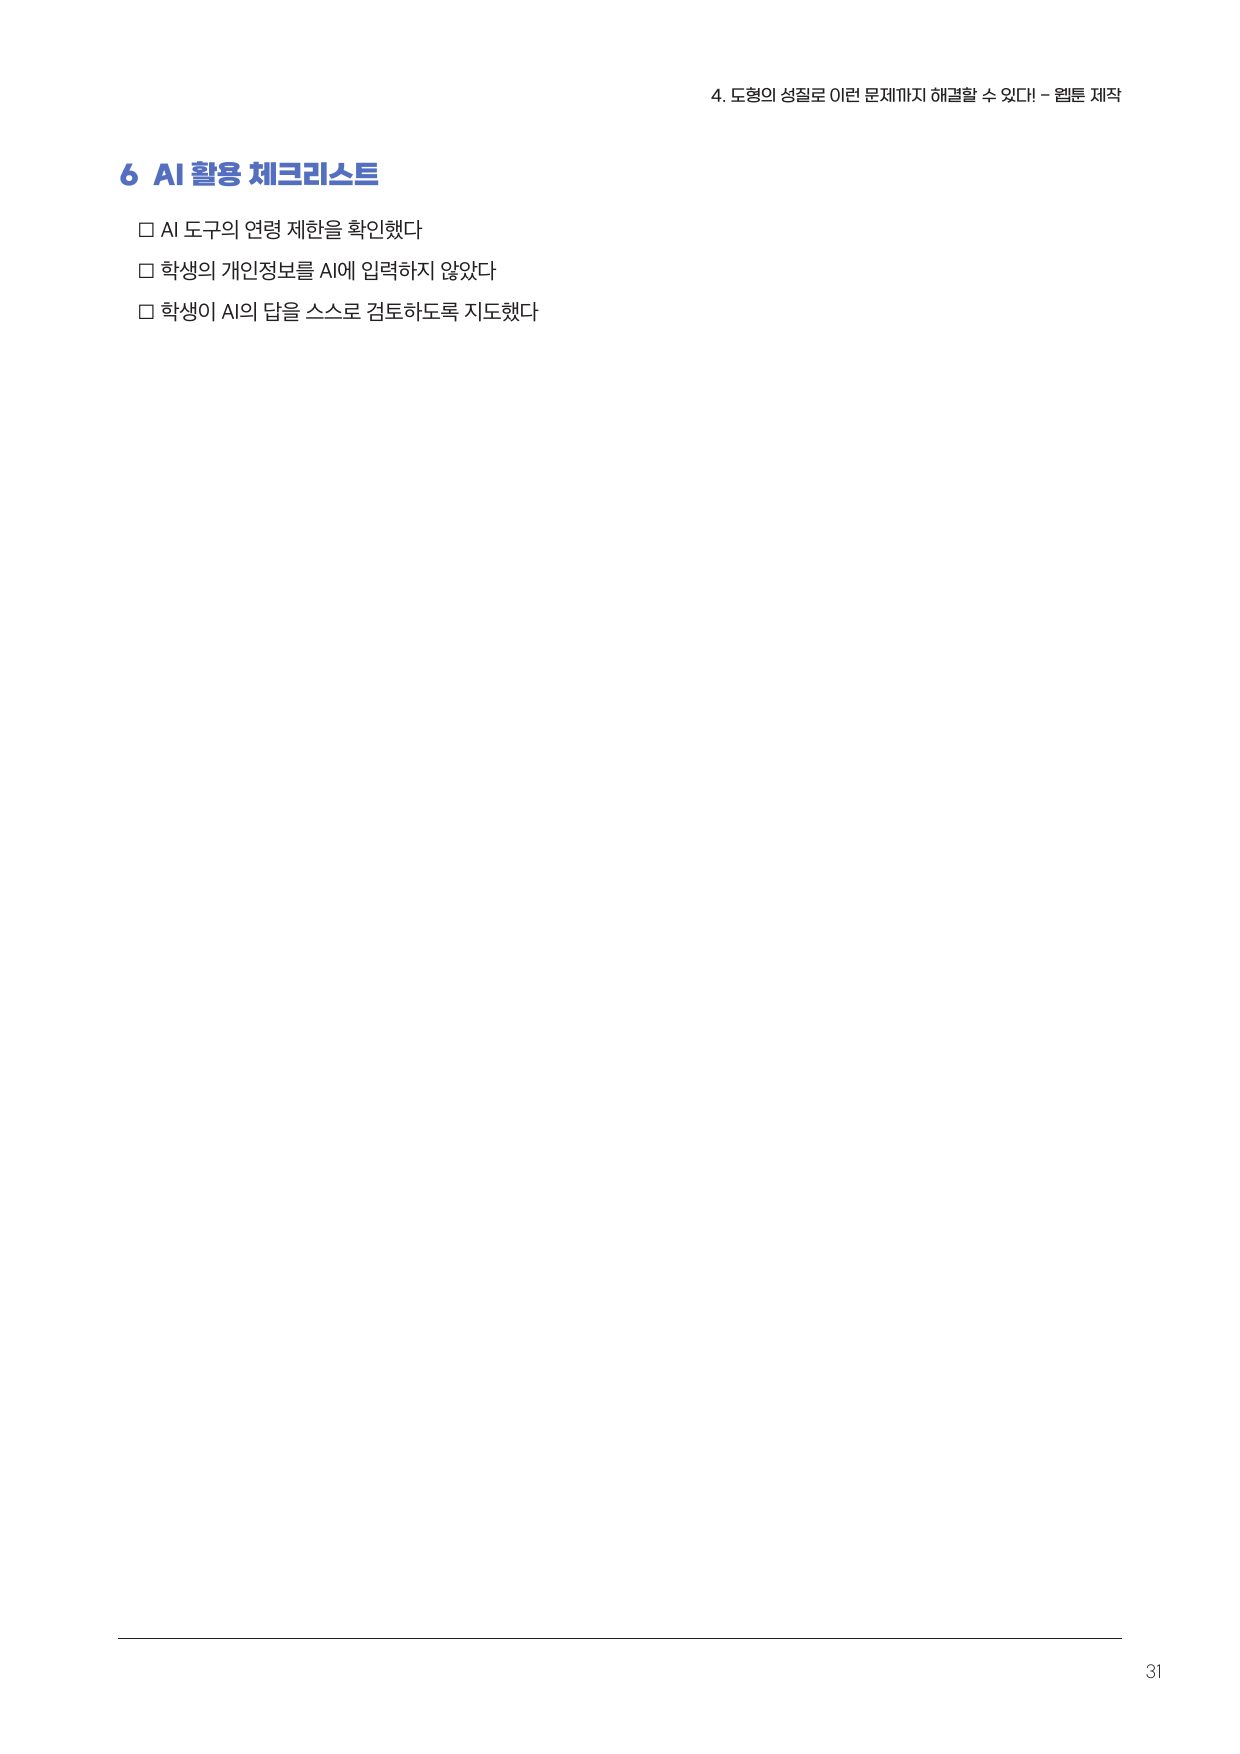 4. 도형의 성질로 이런 문제까지 해결할 수 있다! – 웹툰 제작
6 AI 활용 체크리스트
□ AI 도구의 연령 제한을 확인했다
□ 학생의 개인정보를 AI에 입력하지 않았다
□ 학생이 AI의 답을 스스로 검토하도록 지도했다
31